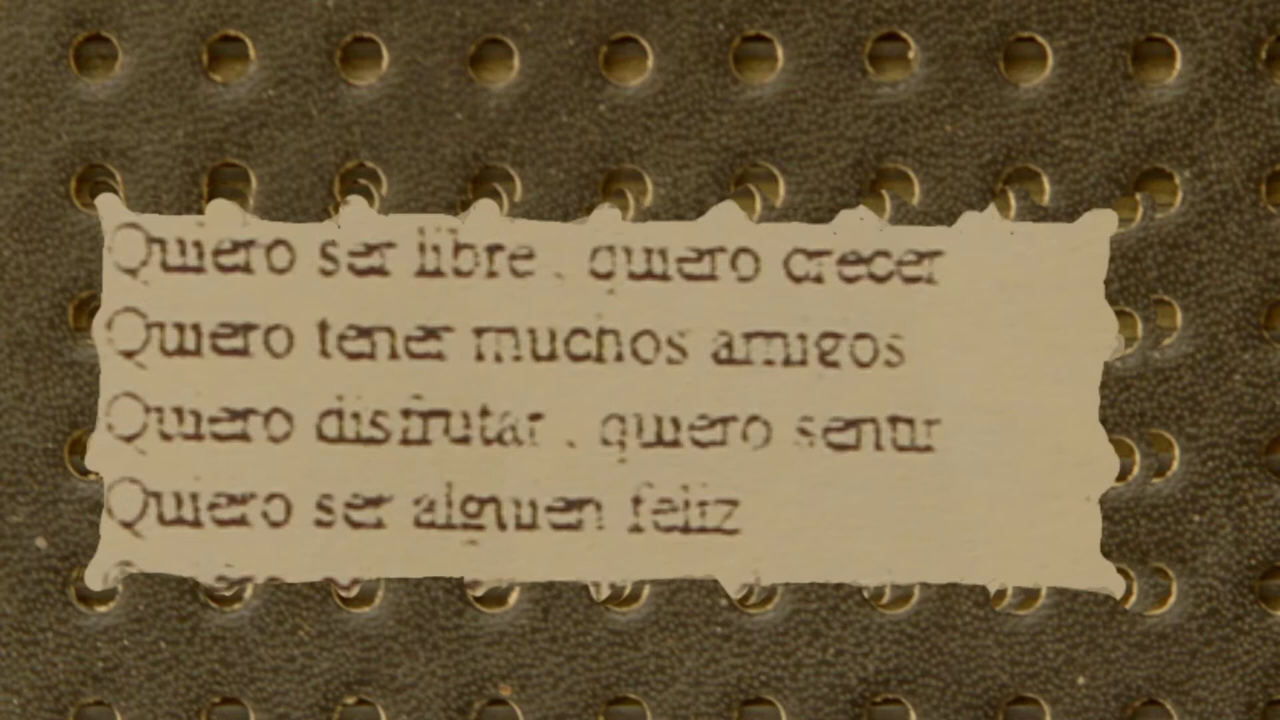 Quiero ser libre , quiero crecer
Quiero tener muchos amigos
Quiero disfrutar , quiero sentir
Quiero ser alguien feliz